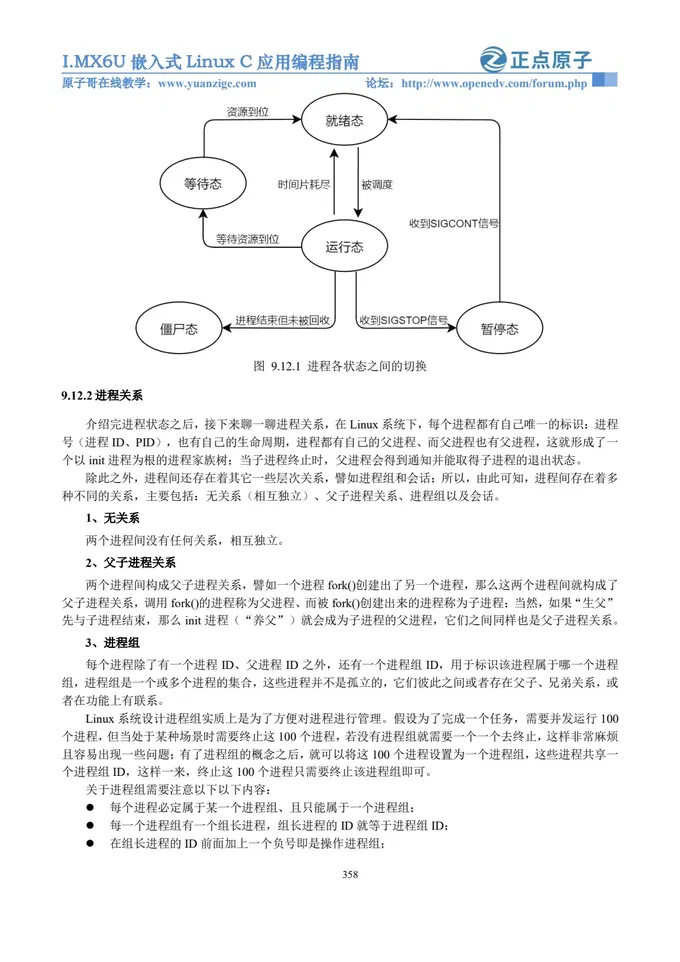 I.MX6U 嵌入式 Linux C 应用编程指南
正点原子
原子哥在线教学：www.yuanzige.com 论坛：http://www.openedv.com/forum.php
资源到位
就绪态
等待态
时间片耗尽
被调度
收到SIGCONT信号
等待资源到位
运行态
进程结束但未被回收
收到SIGSTOP信号
僵尸态
暂停态
图 9.12.1 进程各状态之间的切换
9.12.2 进程关系
介绍完进程状态之后，接下来聊一聊进程关系，在 Linux 系统下，每个进程都有自己唯一的标识：进程
号（进程 ID、PID），也有自己的生命周期，进程都有自己的父进程、而父进程也有父进程，这就形成了一
个以 init 进程为根的进程家族树；当子进程终止时，父进程会得到通知并能取得子进程的退出状态。
除此之外，进程间还存在着其它一些层次关系，譬如进程组和会话；所以，由此可知，进程间存在着多
种不同的关系，主要包括：无关系（相互独立）、父子进程关系、进程组以及会话。
1、无关系
两个进程间没有任何关系，相互独立。
2、父子进程关系
两个进程间构成父子进程关系，譬如一个进程 fork()创建出了另一个进程，那么这两个进程间就构成了
父子进程关系，调用 fork()的进程称为父进程、而被 fork()创建出来的进程称为子进程；当然，如果“生父”
先与子进程结束，那么 init 进程（“养父”）就会成为子进程的父进程，它们之间同样也是父子进程关系。
3、进程组
每个进程除了有一个进程 ID、父进程 ID 之外，还有一个进程组 ID，用于标识该进程属于哪一个进程
组，进程组是一个或多个进程的集合，这些进程并不是孤立的，它们彼此之间或者存在父子、兄弟关系，或
者在功能上有联系。
Linux 系统设计进程组实质上是为了方便对进程进行管理。假设为了完成一个任务，需要并发运行 100
个进程，但当处于某种场景时需要终止这 100 个进程，若没有进程组就需要一个一个去终止，这样非常麻烦
且容易出现一些问题；有了进程组的概念之后，就可以将这 100 个进程设置为一个进程组，这些进程共享一
个进程组 ID，这样一来，终止这 100 个进程只需要终止该进程组即可。
关于进程组需要注意以下以下内容：
● 每个进程必定属于某一个进程组、且只能属于一个进程组；
● 每一个进程组有一个组长进程，组长进程的 ID 就等于进程组 ID；
● 在组长进程的 ID 前面加上一个负号即是操作进程组；
358